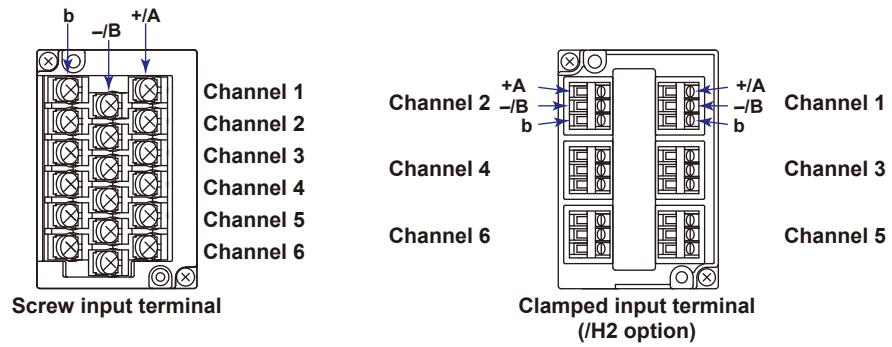 b
–/B
+/A
Channel 1
Channel 2
Channel 3
Channel 4
Channel 5
Channel 6
Screw input terminal
Channel 2
+A
–/B
b
+/A
–/B
b
Channel 1
Channel 4
Channel 3
Channel 6
Channel 5
Clamped input terminal
(/H2 option)